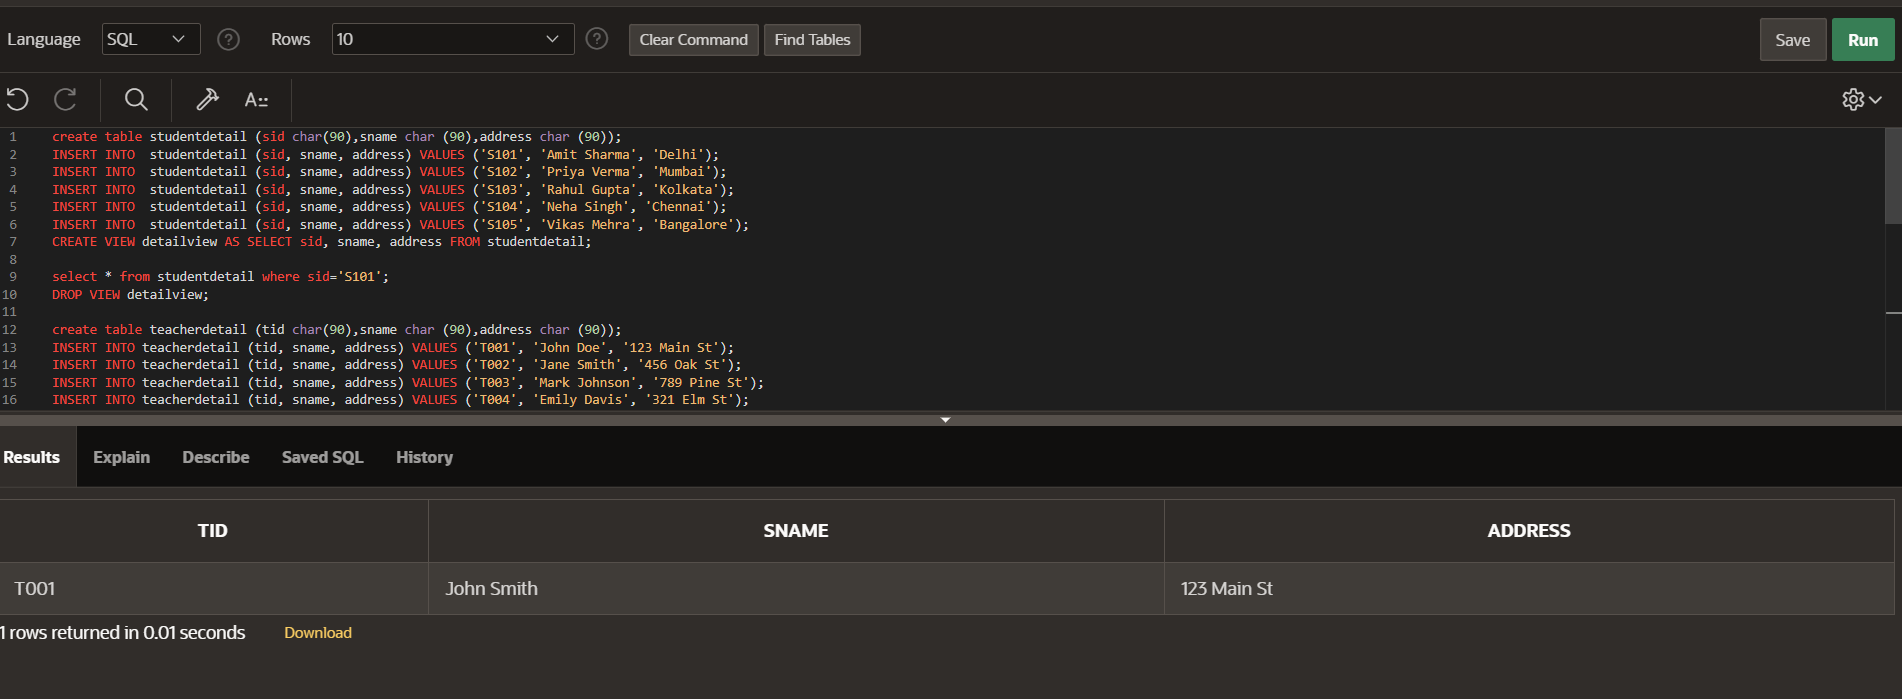 Language SQL ? Rows 10 ? Clear Command Find Tables Save Run
A::
1 create table studentdetail (sid char(90),sname char (90),address char (90));
2 INSERT INTO  studentdetail (sid, sname, address) VALUES ('S101', 'Amit Sharma', 'Delhi');
3 INSERT INTO  studentdetail (sid, sname, address) VALUES ('S102', 'Priya Verma', 'Mumbai');
4 INSERT INTO  studentdetail (sid, sname, address) VALUES ('S103', 'Rahul Gupta', 'Kolkata');
5 INSERT INTO  studentdetail (sid, sname, address) VALUES ('S104', 'Neha Singh', 'Chennai');
6 INSERT INTO  studentdetail (sid, sname, address) VALUES ('S105', 'Vikas Mehra', 'Bangalore');
7 CREATE VIEW detailview AS SELECT sid, sname, address FROM studentdetail;
8
9 select * from studentdetail where sid='S101';
10 DROP VIEW detailview;
11
12 create table teacherdetail (tid char(90),sname char (90),address char (90));
13 INSERT INTO teacherdetail (tid, sname, address) VALUES ('T001', 'John Doe', '123 Main St');
14 INSERT INTO teacherdetail (tid, sname, address) VALUES ('T002', 'Jane Smith', '456 Oak St');
15 INSERT INTO teacherdetail (tid, sname, address) VALUES ('T003', 'Mark Johnson', '789 Pine St');
16 INSERT INTO teacherdetail (tid, sname, address) VALUES ('T004', 'Emily Davis', '321 Elm St');
Results Explain Describe Saved SQL History
TID SNAME ADDRESS
T001 John Smith 123 Main St
1 rows returned in 0.01 seconds Download